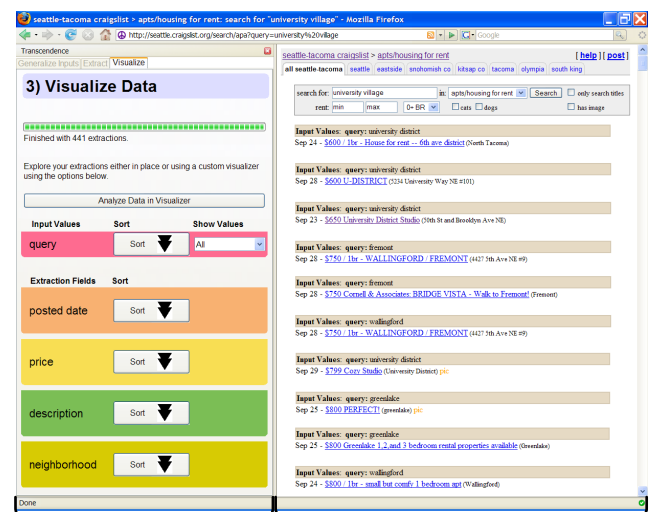 seattle-tacoma craigslist > apts/housing for rent: search for "university village" - Mozilla Firefox
http://seattle.craigslist.org/search/apa?query=university%20village
Google
Transcendence
Generalize Inputs Extract Visualize
3) Visualize Data
Finished with 441 extractions.
Explore your extractions either in place or using a custom visualizer
using the options below.
Analyze Data in Visualizer
Input Values Sort Show Values
query Sort All
Extraction Fields Sort
posted date Sort
price Sort
description Sort
neighborhood Sort
Done
seattle-tacoma craigslist > apts/housing for rent [ help ] [ post ]
all seattle-tacoma seattle eastside snohomish co kitsap co tacoma olympia south king
search for: university village in: apts/housing for rent Search only search titles
rent: min max 0+ BR cats dogs has image
Input Values: query: university district
Sep 24 - $600 / 1br - House for rent -- 6th ave district (North Tacoma)
Input Values: query: university district
Sep 28 - $600 U-DISTRICT (5234 University Way NE #101)
Input Values: query: university district
Sep 23 - $650 University District Studio (50th St and Brooklyn Ave NE)
Input Values: query: fremont
Sep 28 - $750 / 1br - WALLINGFORD / FREMONT (4427 5th Ave NE #9)
Input Values: query: fremont
Sep 28 - $750 Cornell & Associates: BRIDGE VISTA - Walk to Fremont! (Fremont)
Input Values: query: wallingford
Sep 28 - $750 / 1br - WALLINGFORD / FREMONT (4427 5th Ave NE #9)
Input Values: query: university district
Sep 29 - $799 Cozy Studio (University District) pic
Input Values: query: greenlake
Sep 25 - $800 PERFECT! (greenlake) pic
Input Values: query: greenlake
Sep 25 - $800 Greenlake 1,2,and 3 bedroom rental properties available (Greenlake)
Input Values: query: wallingford
Sep 24 - $800 / 1br - small but comfy 1 bedroom apt (Wallingford)